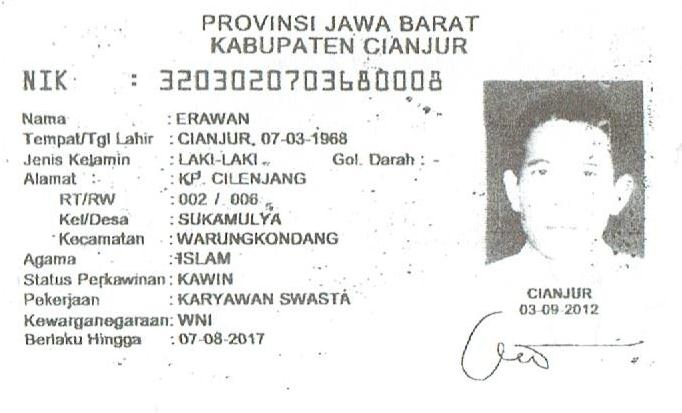 PROVINSI JAWA BARAT
KABUPATEN CIANJUR
NIK : 3203020703680008
Nama : ERAWAN
Tempat/Tgl Lahir : CIANJUR, 07-03-1968
Jenis Kelamin : LAKI-LAKI Gol. Darah : -
Alamat : KP. CILENJANG
RT/RW : 002 / 006
Kel/Desa : SUKAMULYA
Kecamatan : WARUNGKONDANG
Agama : ISLAM
Status Perkawinan : KAWIN
Pekerjaan : KARYAWAN SWASTA
Kewarganegaraan : WNI
Berlaku Hingga : 07-08-2017
CIANJUR
03-09-2012